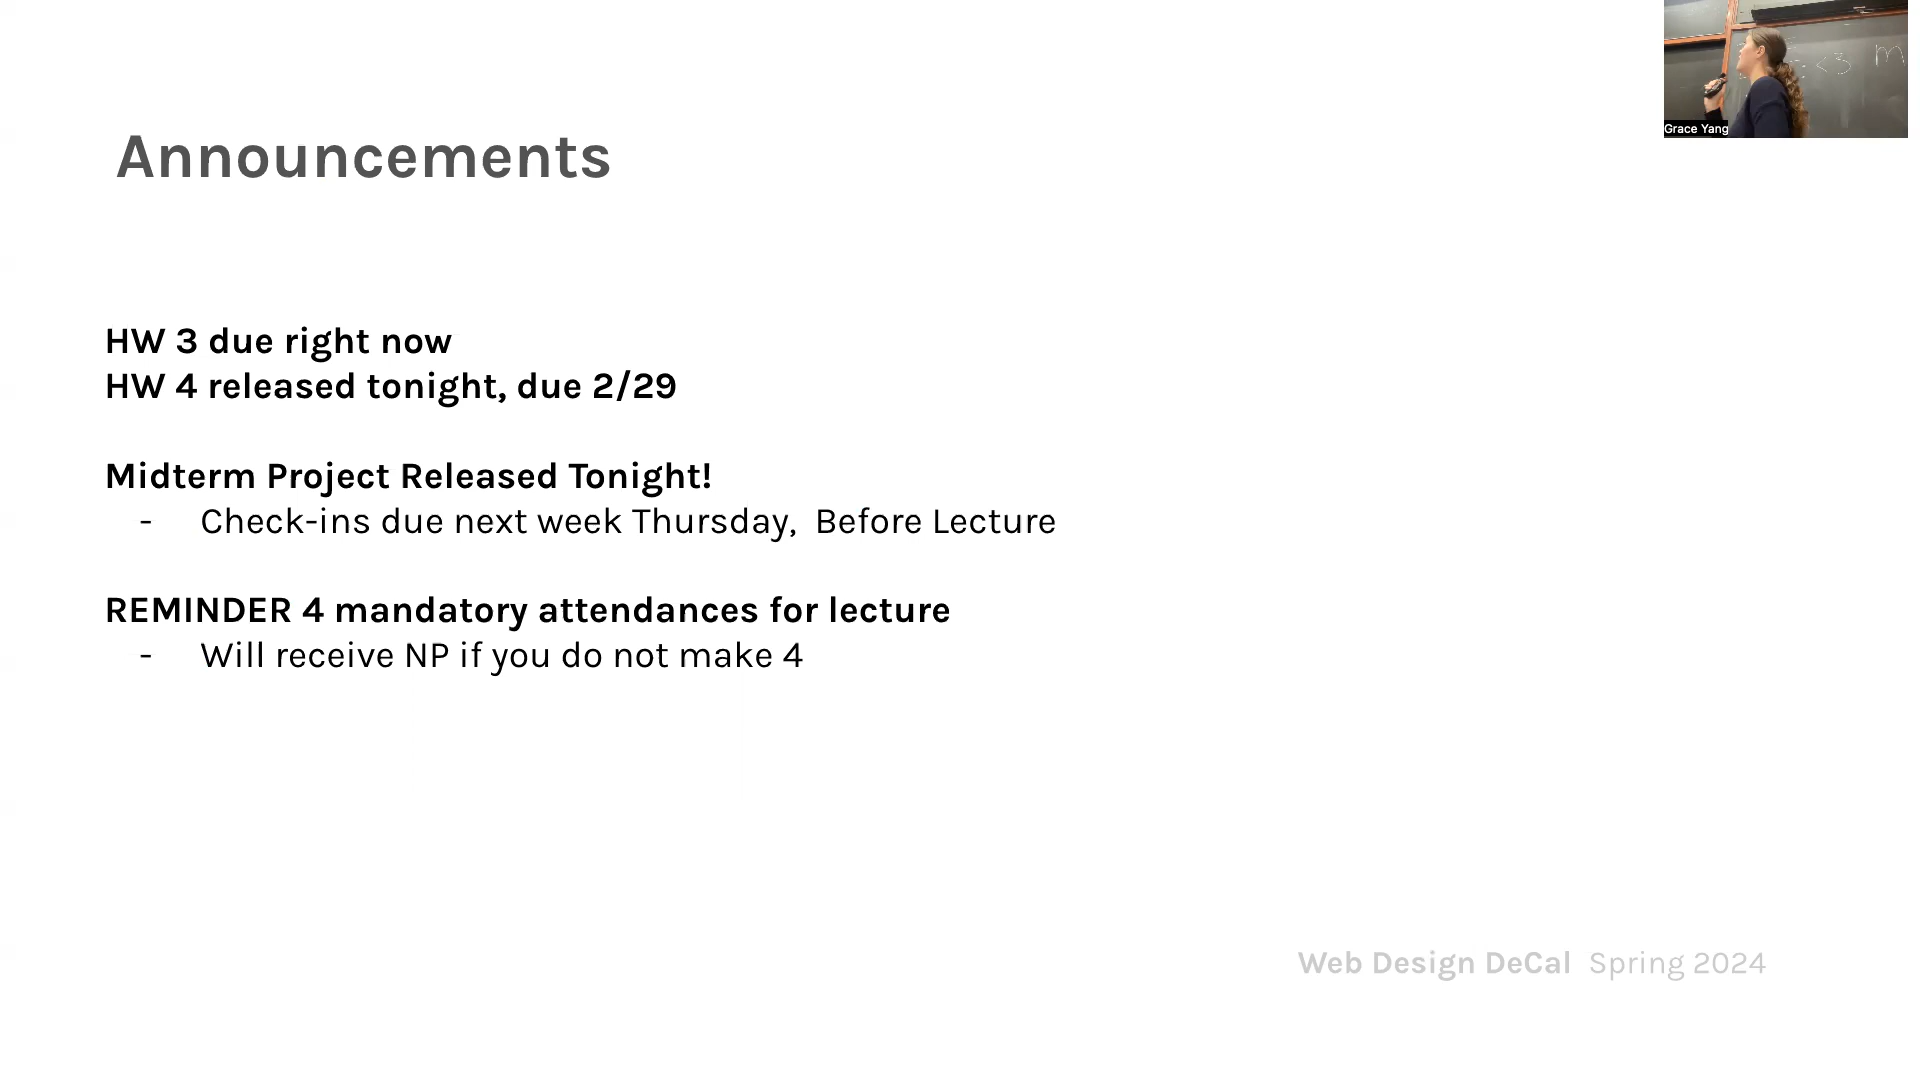 Announcements
HW 3 due right now
HW 4 released tonight, due 2/29
Midterm Project Released Tonight!
- Check-ins due next week Thursday,  Before Lecture
REMINDER 4 mandatory attendances for lecture
- Will receive NP if you do not make 4
Web Design DeCal Spring 2024
<3 m
Grace Yang